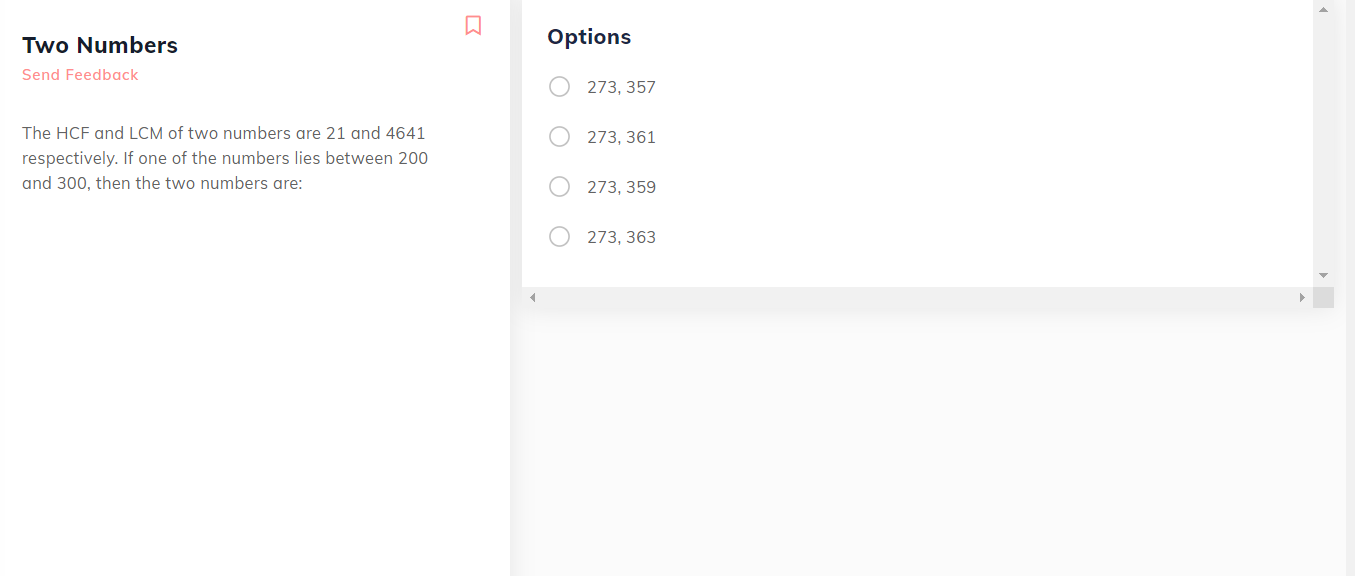 Two Numbers
Send Feedback
The HCF and LCM of two numbers are 21 and 4641
respectively. If one of the numbers lies between 200
and 300, then the two numbers are:
Options
273, 357
273, 361
273, 359
273, 363